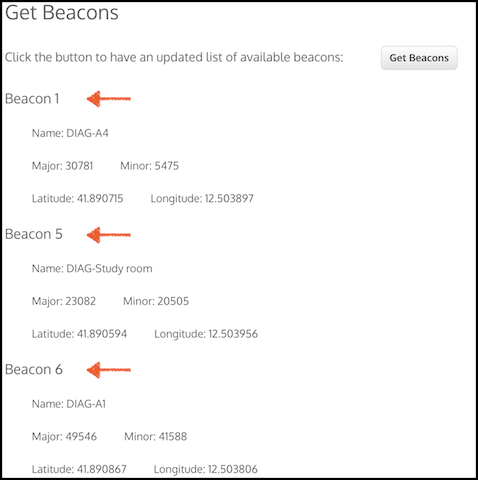 Get Beacons
Click the button to have an updated list of available beacons: Get Beacons
Beacon 1
Name: DIAG-A4
Major: 30781 Minor: 5475
Latitude: 41.890715 Longitude: 12.503897
Beacon 5
Name: DIAG-Study room
Major: 23082 Minor: 20505
Latitude: 41.890594 Longitude: 12.503956
Beacon 6
Name: DIAG-A1
Major: 49546 Minor: 41588
Latitude: 41.890867 Longitude: 12.503806